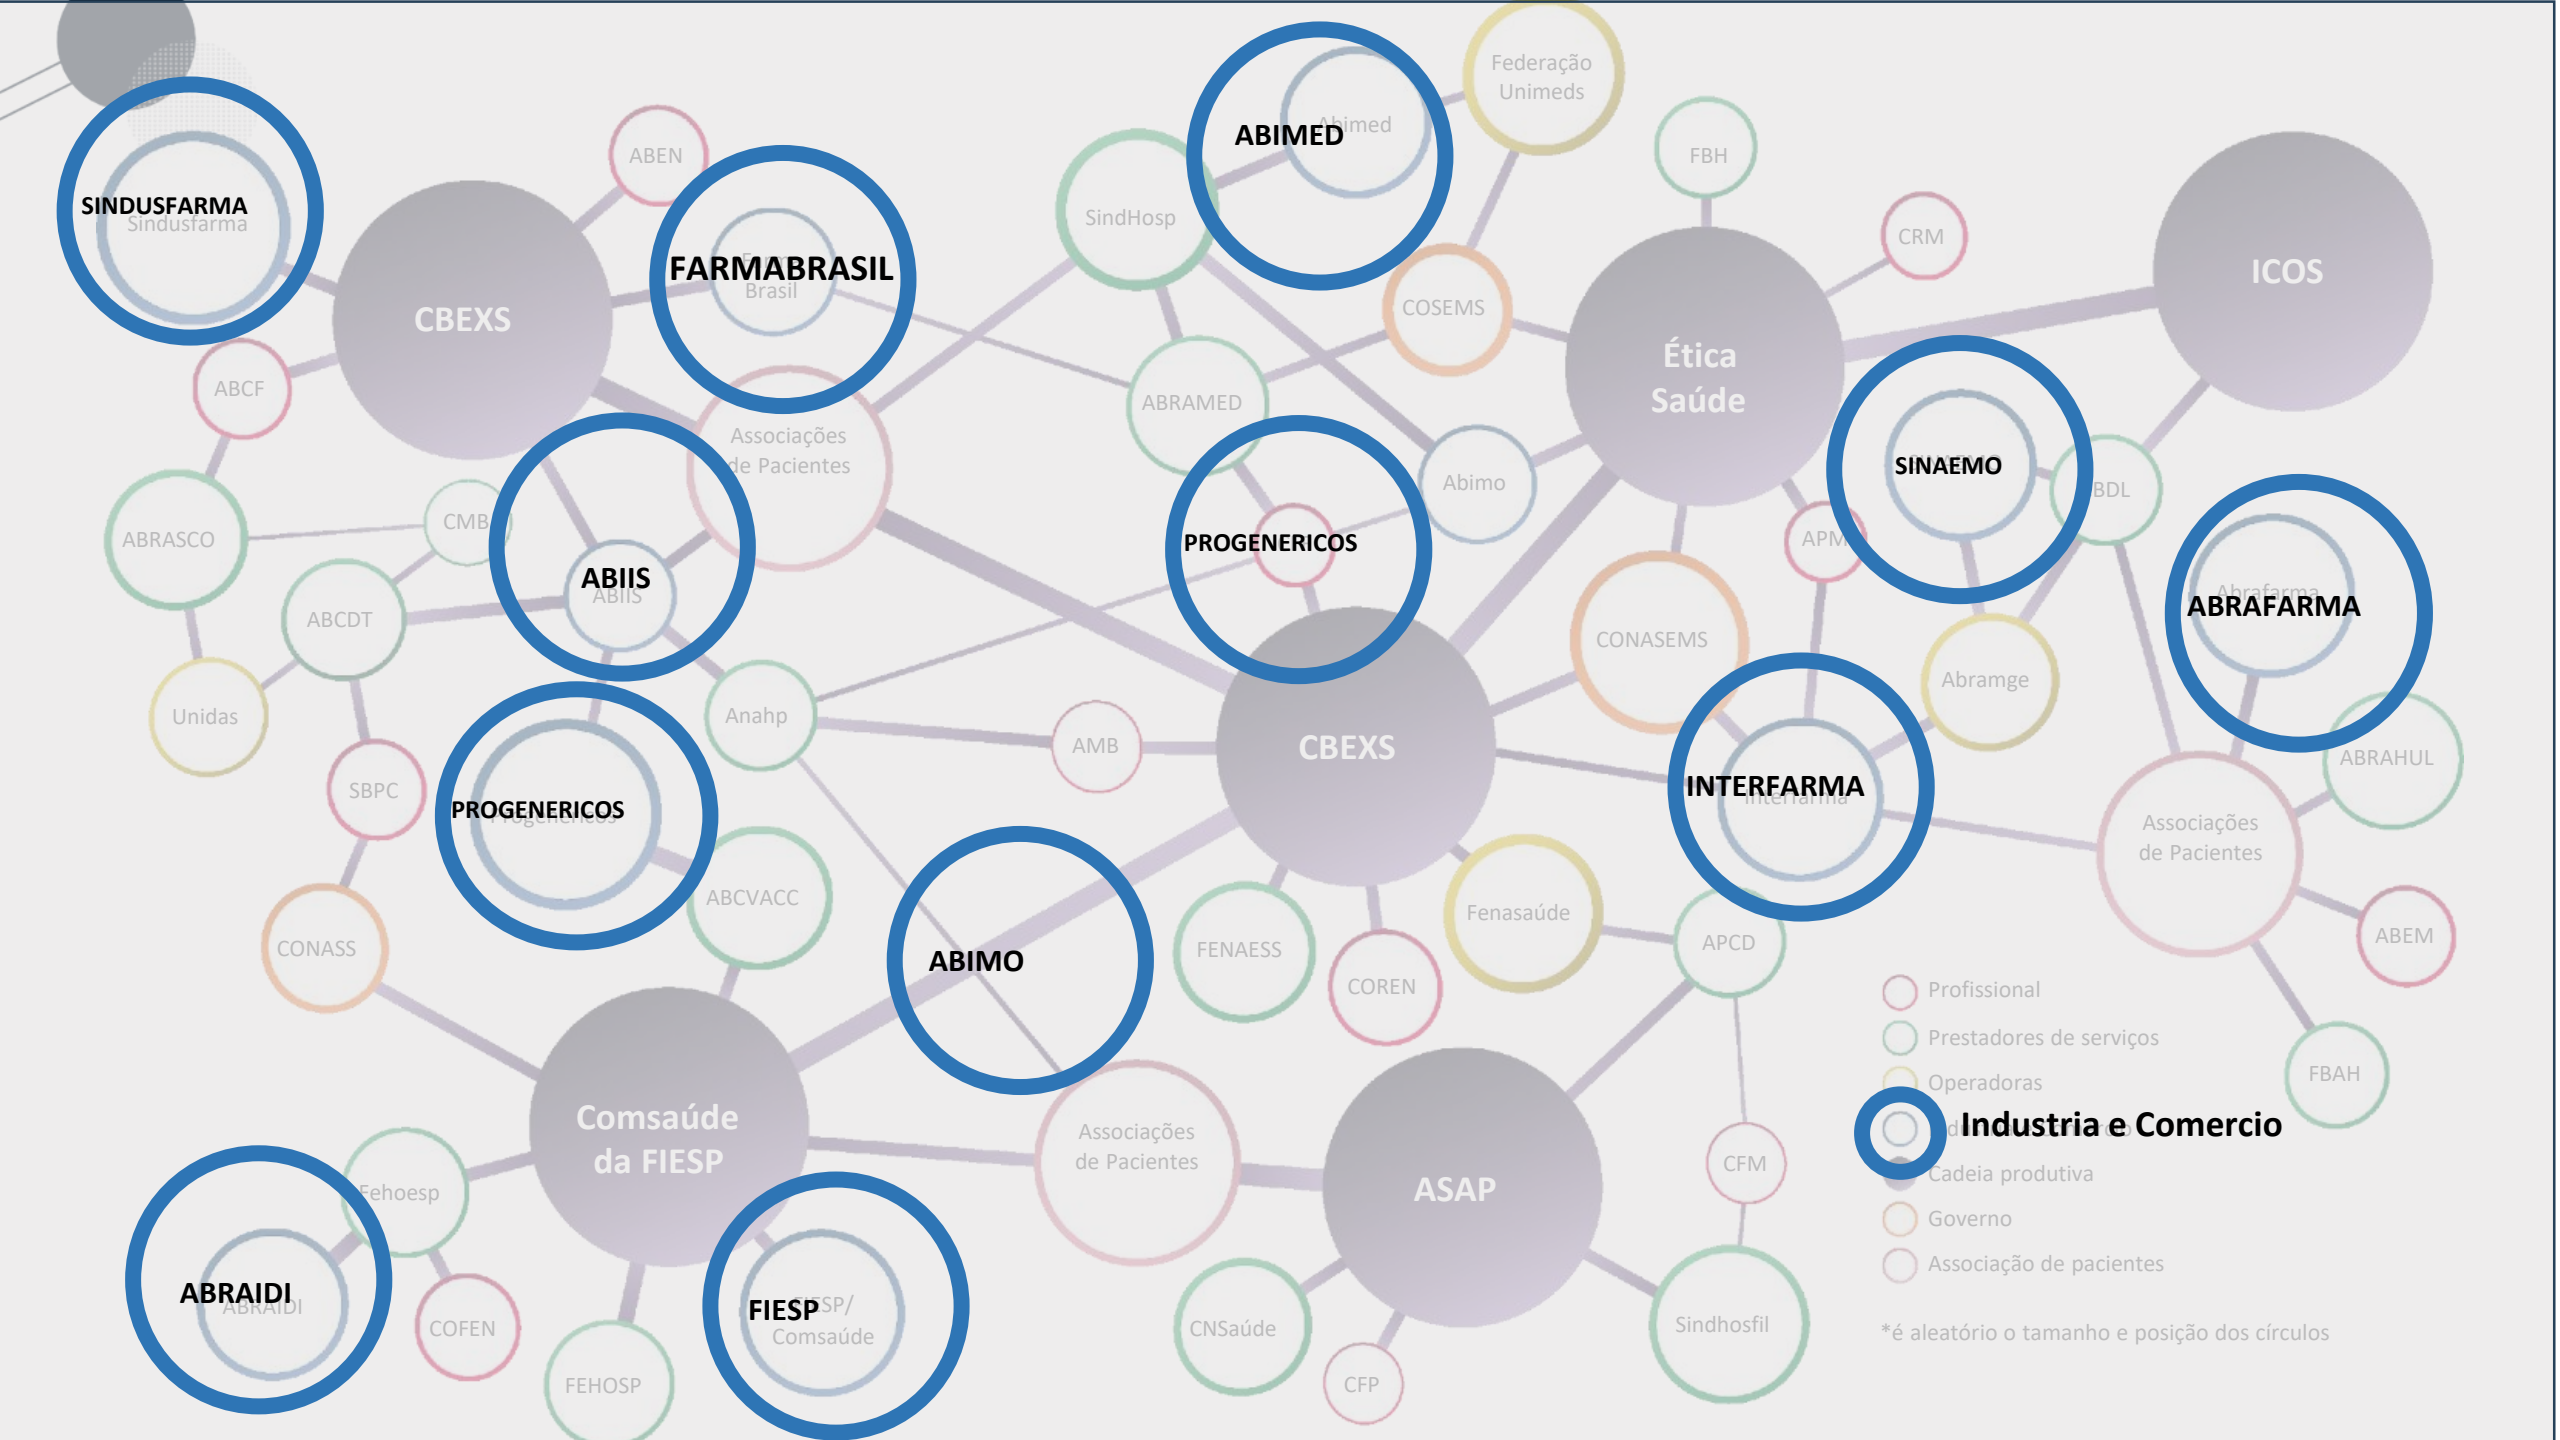 Federação
Unimeds
Abimed
ABIMED
ABEN
FBH
SINDUSFARMA
Sindusfarma
SindHosp
CRM
FARMABRASIL
Brasil
CBEXS
COSEMS
ICOS
Ética
Saúde
ABCF
ABRAMED
Associações
de Pacientes
Abimo
SINAEMO
BDL
CMB
ABRASCO
PROGENERICOS
APM
ABIIS
ABIIS
ABCDT
Abrafarma
ABRAFARMA
CONASEMS
Abramge
Unidas
Anahp
AMB
CBEXS
ABRAHUL
SBPC
INTERFARMA
Interfarma
PROGENERICOS
Progenericos
Associações
de Pacientes
ABCVACC
Fenasaúde
ABEM
CONASS
ABIMO
FENAESS
APCD
COREN
Profissional
Prestadores de serviços
Operadoras
Industria e Comercio
Cadeia produtiva
Governo
Associação de pacientes
*é aleatório o tamanho e posição dos círculos
FBAH
Comsaúde
da FIESP
Associações
de Pacientes
ASAP
CFM
Fehoesp
ABRAIDI
ABRAIDI
COFEN
FIESP
FIESP/
Comsaúde
CNSaúde
Sindhosfil
FEHOSP
CFP